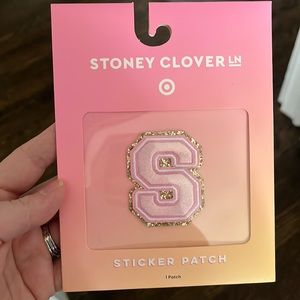 STONEY CLOVER LN
S
STICKER PATCH
1 Patch